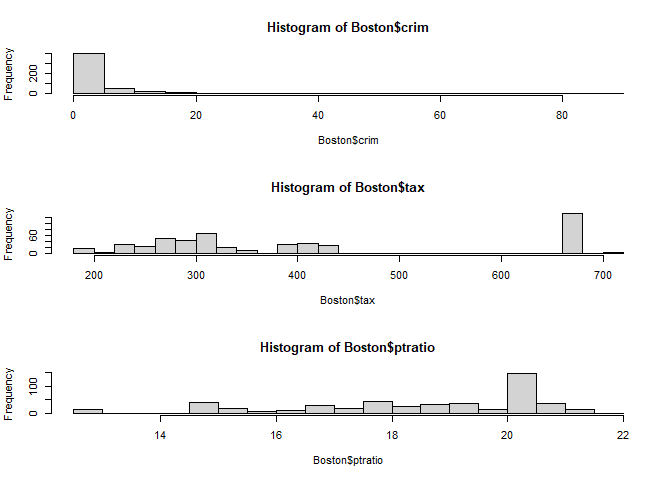 Histogram of Boston$crim
Frequency
0 200
0 20 40 60 80
Boston$crim
Histogram of Boston$tax
Frequency
0 60
200 300 400 500 600 700
Boston$tax
Histogram of Boston$ptratio
Frequency
0 100
14 16 18 20 22
Boston$ptratio